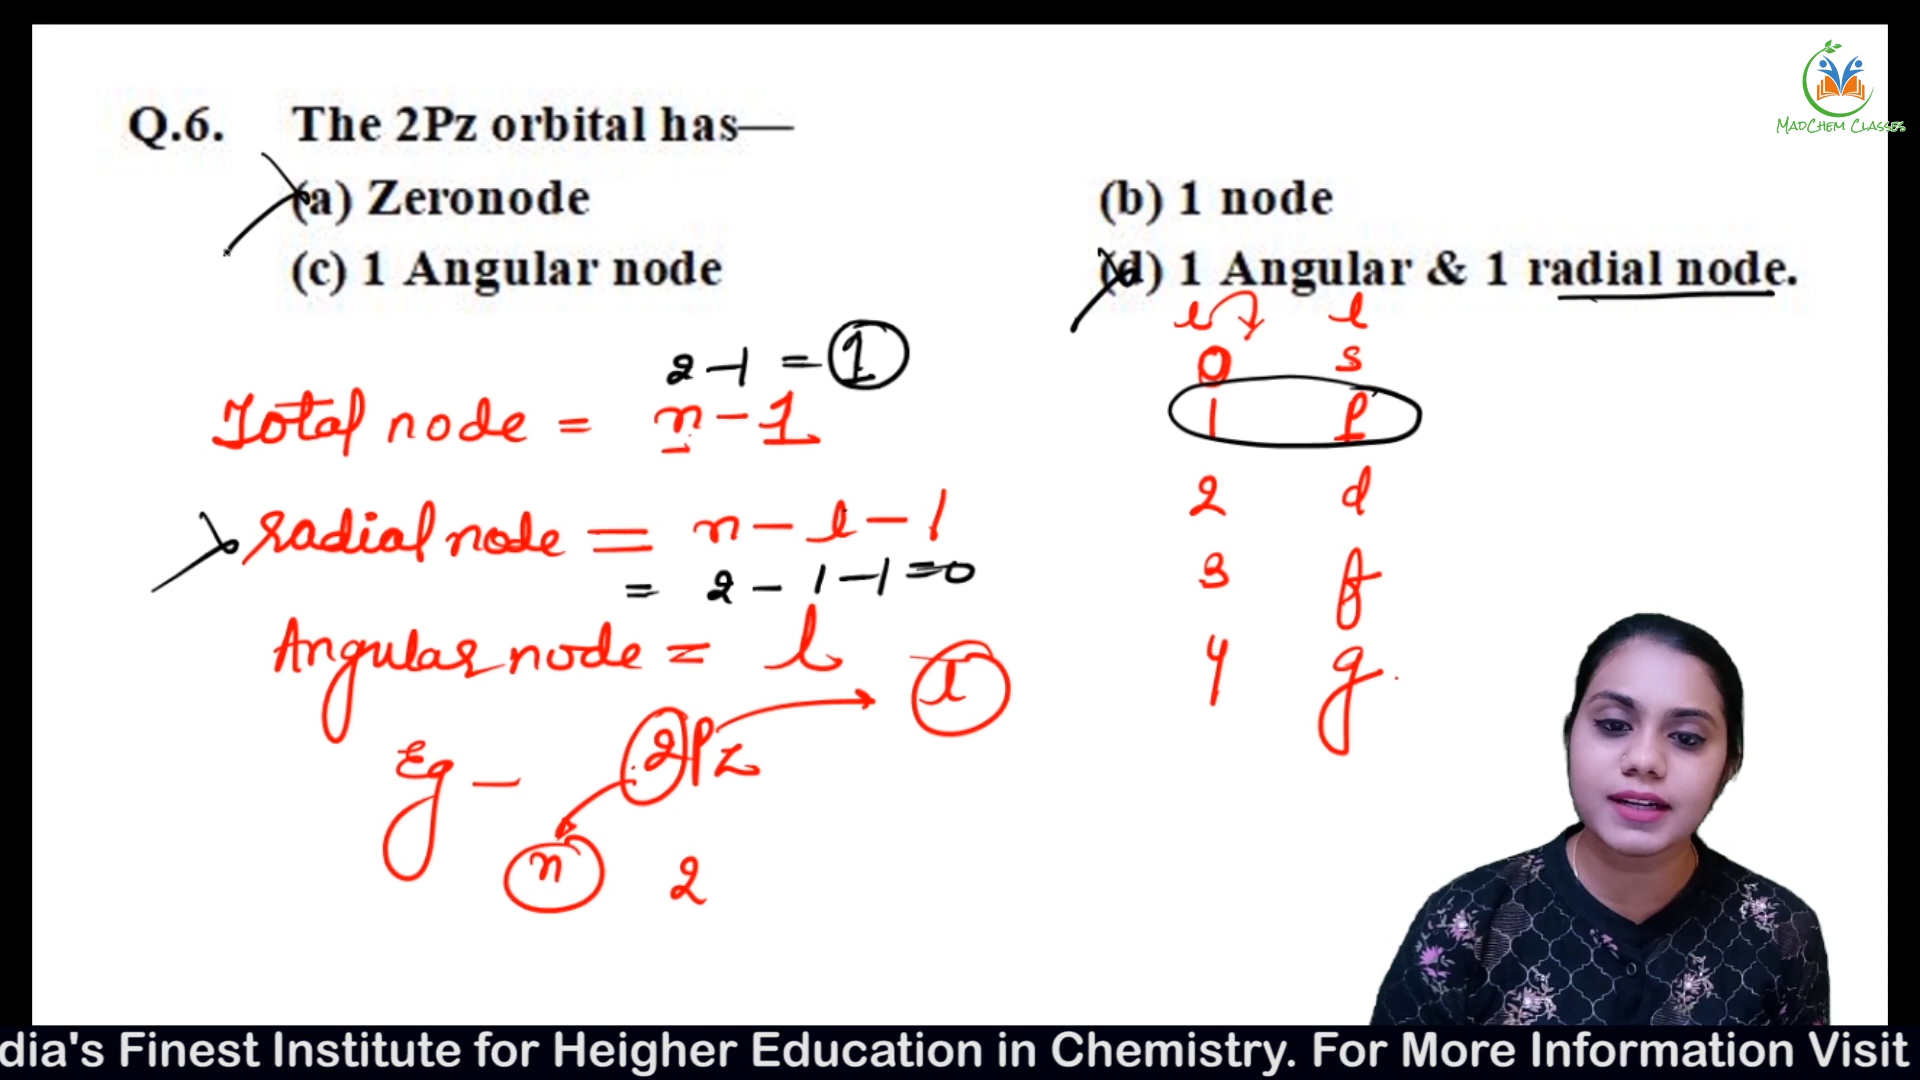 MADCHEM CLASSES
Q.6. The 2Pz orbital has—
(a) Zeronode (b) 1 node
(c) 1 Angular node (d) 1 Angular & 1 radial node.
l l
2 - 1 = 1
0 s
Total node = n - 1
1 p
2 d
radial node = n - l - 1
= 2 - 1 - 1 = 0
3 f
Angular node = l
l
4 g
Eg - 2Pz
n 2
dia's Finest Institute for Heigher Education in Chemistry. For More Information Visit